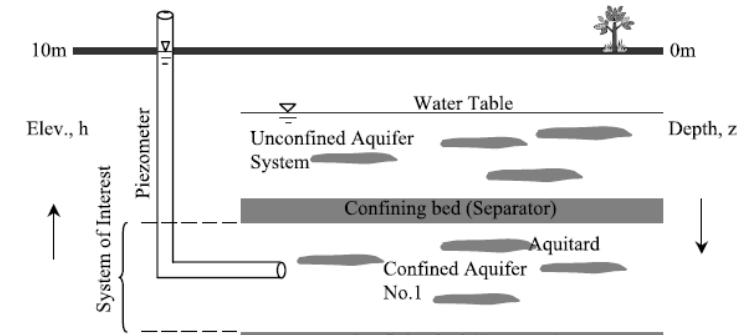 10m
0m
Water Table
Elev., h
Unconfined Aquifer
System
Depth, z
Piezometer
System of Interest
Confining bed (Separator)
Aquitard
Confined Aquifer
No.1